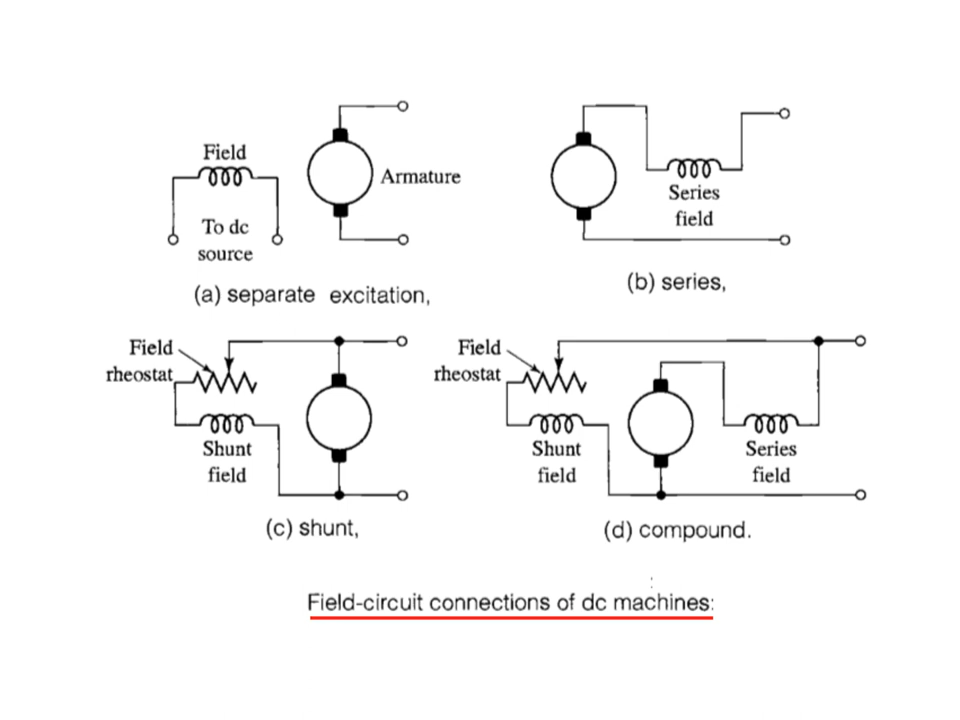 Field
Armature
To dc
source
(a) separate excitation,
Series
field
(b) series,
Field
rheostat
Shunt
field
(c) shunt,
Field
rheostat
Shunt
field
Series
field
(d) compound.
Field-circuit connections of dc machines: